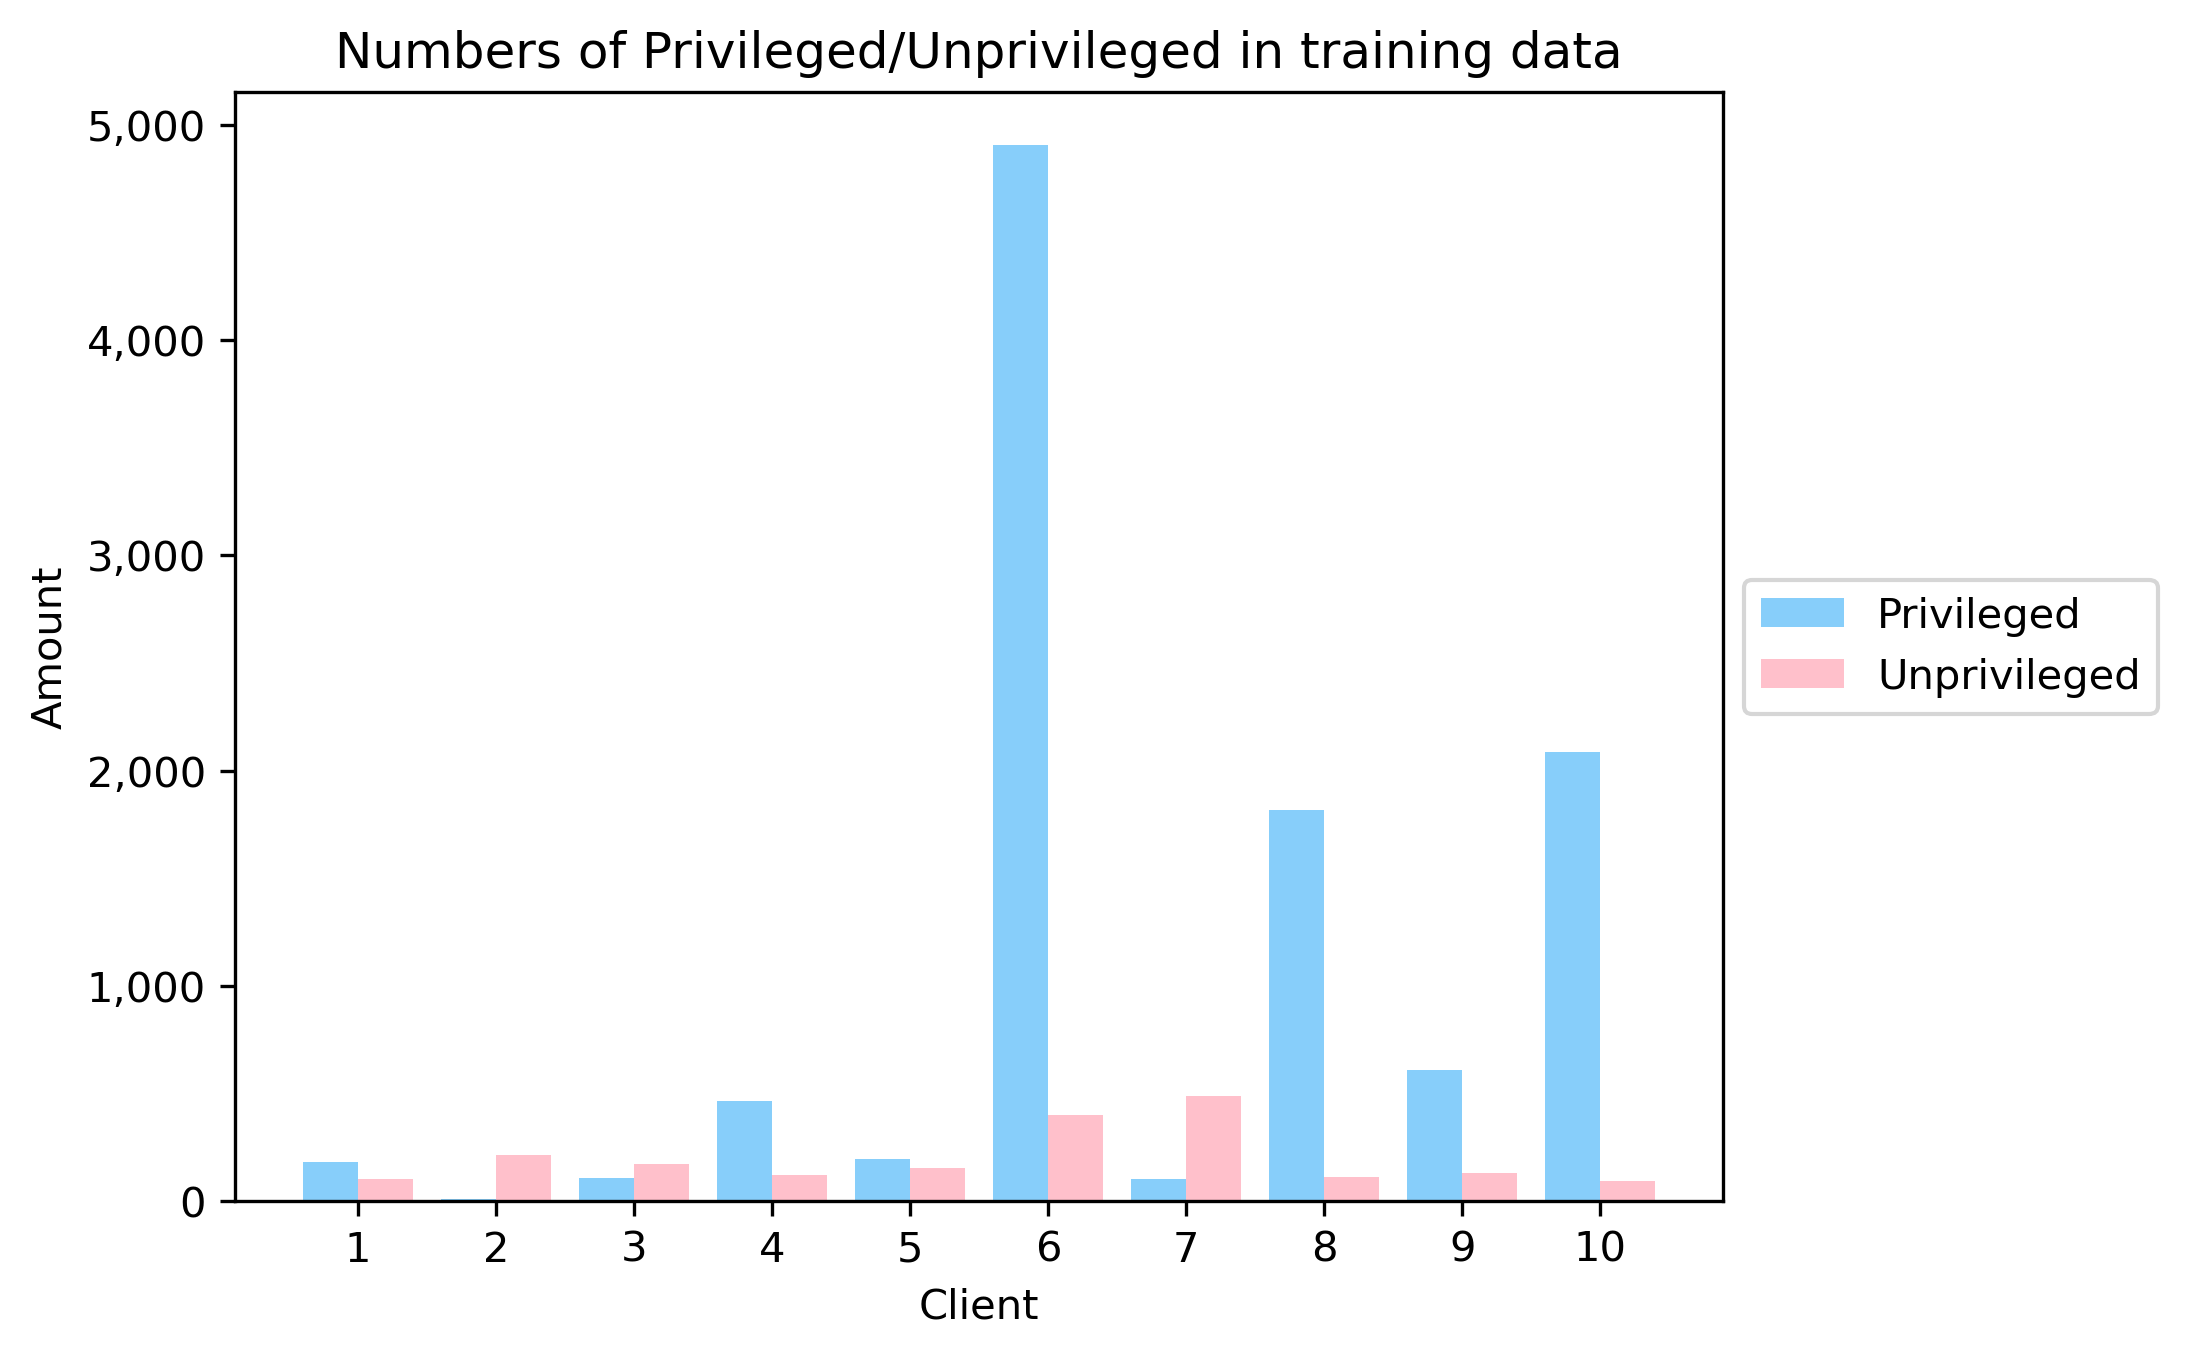 Numbers of Privileged/Unprivileged in training data
5,000
4,000
3,000
2,000
1,000
0
Amount
1 2 3 4 5 6 7 8 9 10
Client
Privileged
Unprivileged